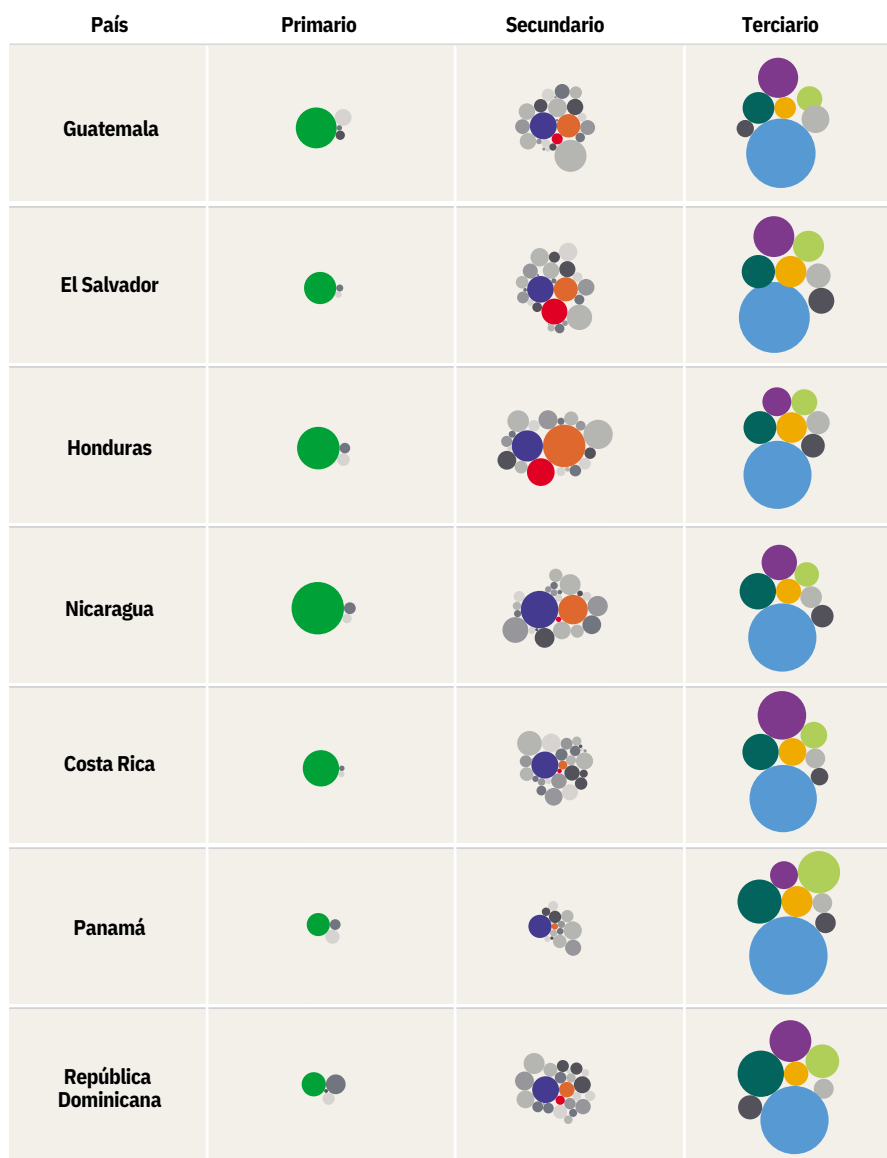 País Primario Secundario Terciario
Guatemala
El Salvador
Honduras
Nicaragua
Costa Rica
Panamá
República
Dominicana